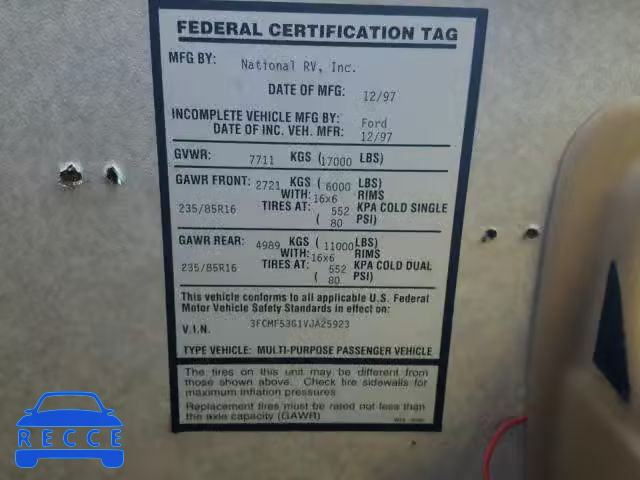 FEDERAL CERTIFICATION TAG
MFG BY: National RV, Inc.
DATE OF MFG: 12/97
INCOMPLETE VEHICLE MFG BY: Ford
DATE OF INC. VEH. MFR: 12/97
GVWR: 7711 KGS (17000 LBS)
GAWR FRONT: 2721 KGS ( 6000 LBS)
WITH: 16x6 RIMS
235/85R16 TIRES AT: 552 KPA COLD SINGLE
( 80 PSI)
GAWR REAR: 4989 KGS ( 11000 LBS)
WITH: 16x6 RIMS
235/85R16 TIRES AT: 552 KPA COLD DUAL
( 80 PSI)
This vehicle conforms to all applicable U.S. Federal
Motor Vehicle Safety Standards in effect on:
3FCMF53G1VJA25923
V.I.N.
TYPE VEHICLE: MULTI-PURPOSE PASSENGER VEHICLE
The tires on this unit may be different from
those shown above. Check tire sidewalls for
maximum inflation pressures
Replacement tires must be rated not less than
the axle capacity (GAWR)
RECCE